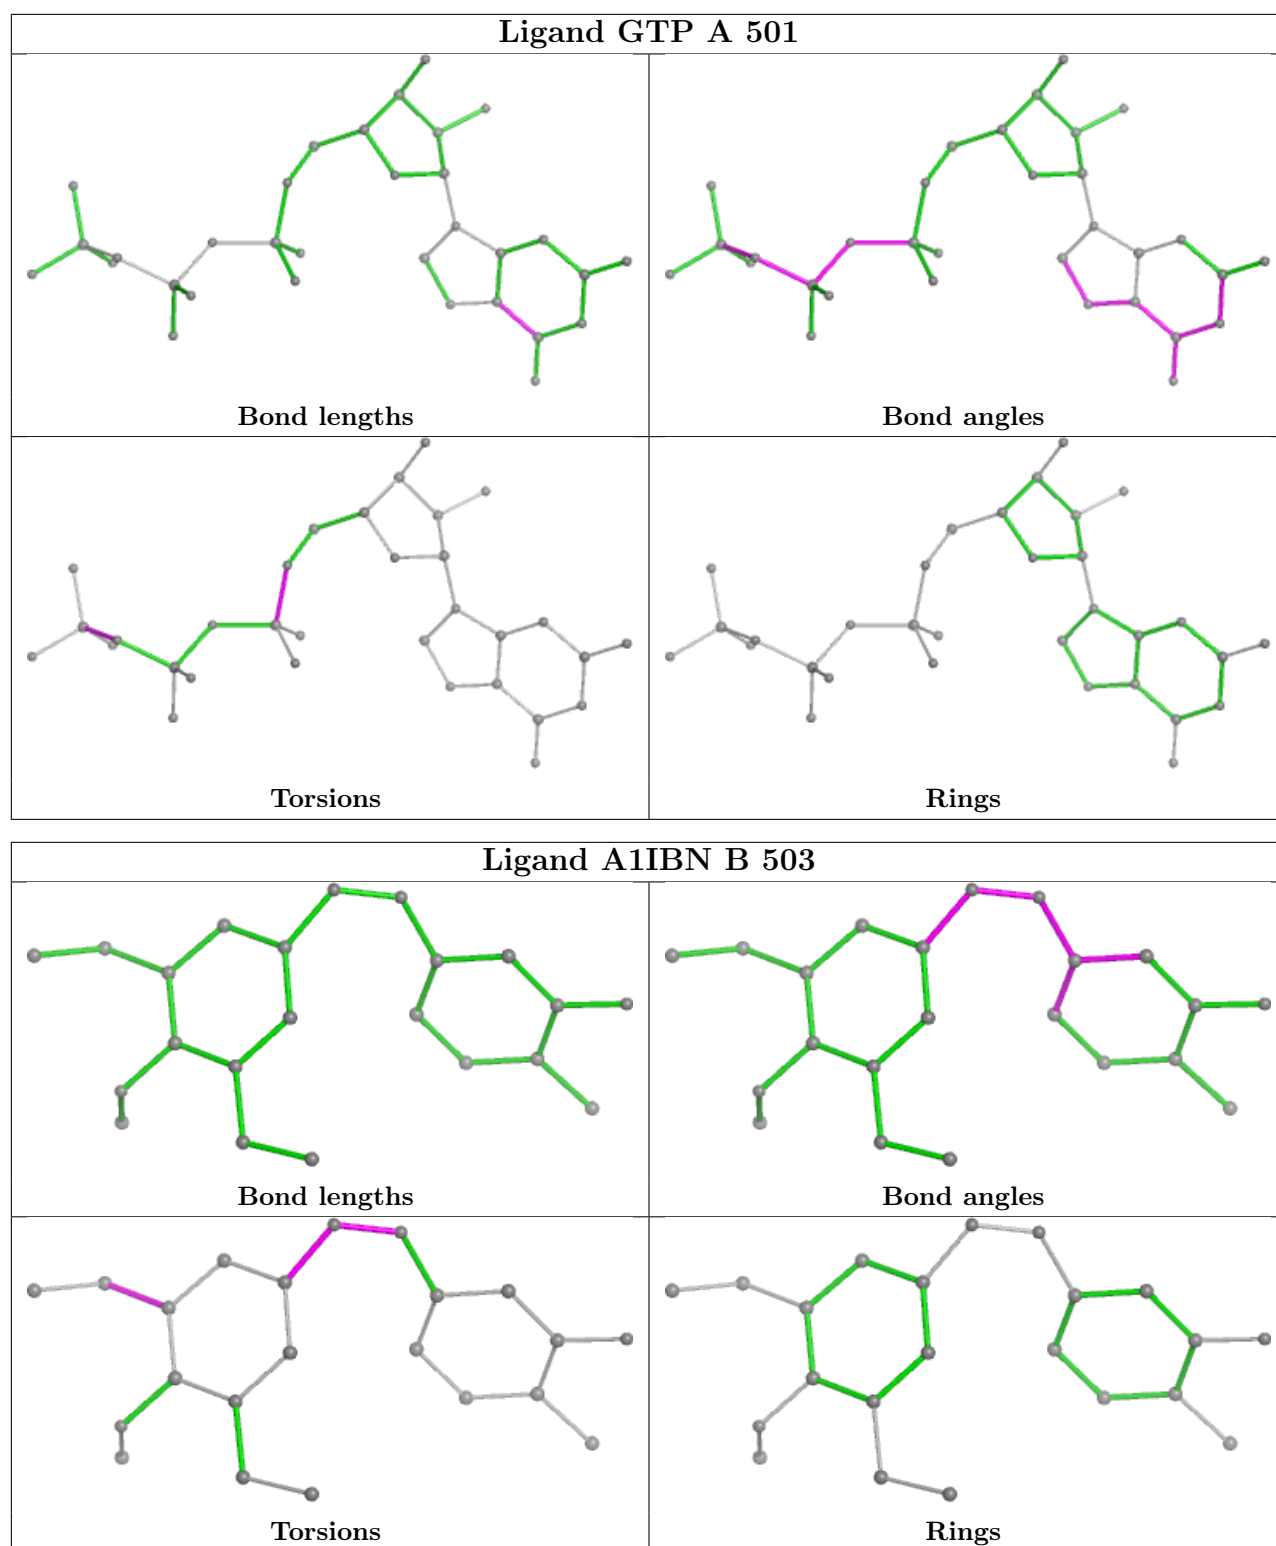 Ligand GTP A 501
Bond lengths
Bond angles
Torsions
Rings
Ligand A1IBN B 503
Bond lengths
Bond angles
Torsions
Rings